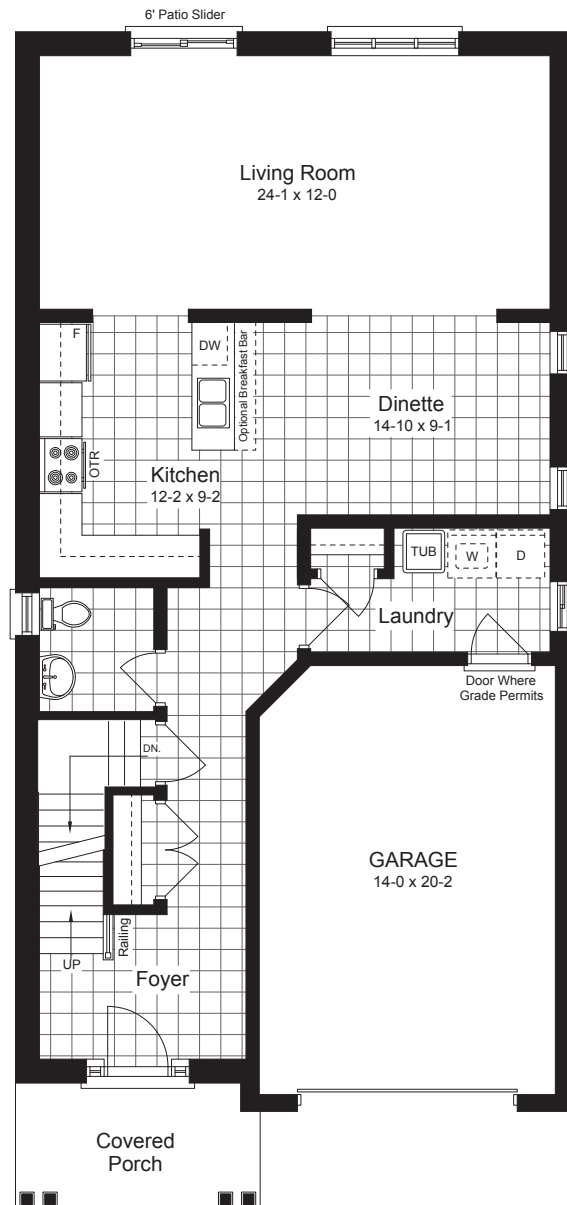 6' Patio Slider
Living Room
24-1 x 12-0
F
DW
Optional Breakfast Bar
Dinette
14-10 x 9-1
OTR
Kitchen
12-2 x 9-2
TUB
W
D
Laundry
Door Where
Grade Permits
DN.
GARAGE
14-0 x 20-2
Railing
UP
Foyer
Covered
Porch